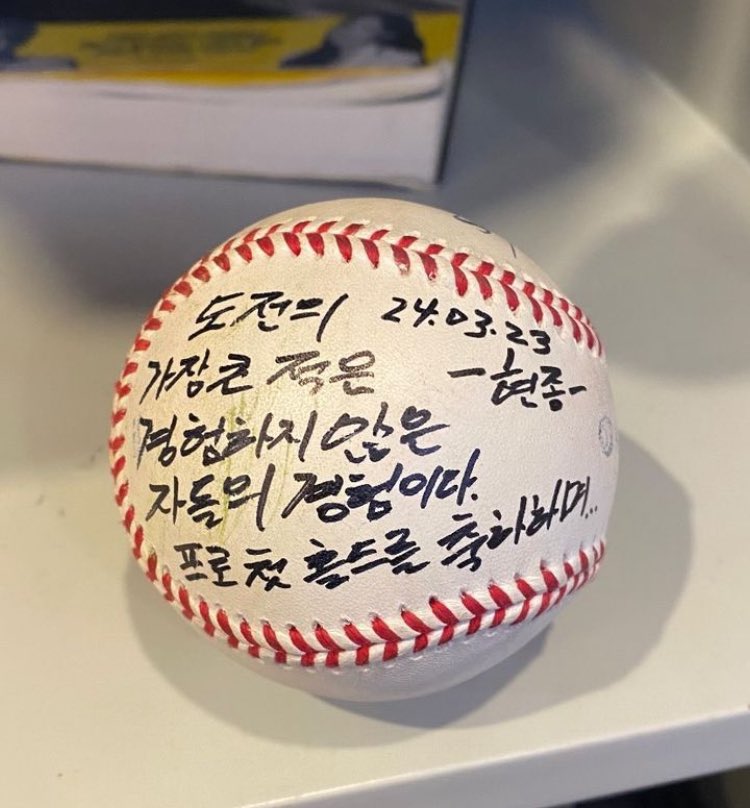 도전의
가장 큰 적은
경험하지 않은
자들의 경험이다.
프로 첫 홀드를 축하하며...
24.03.23
-현종-